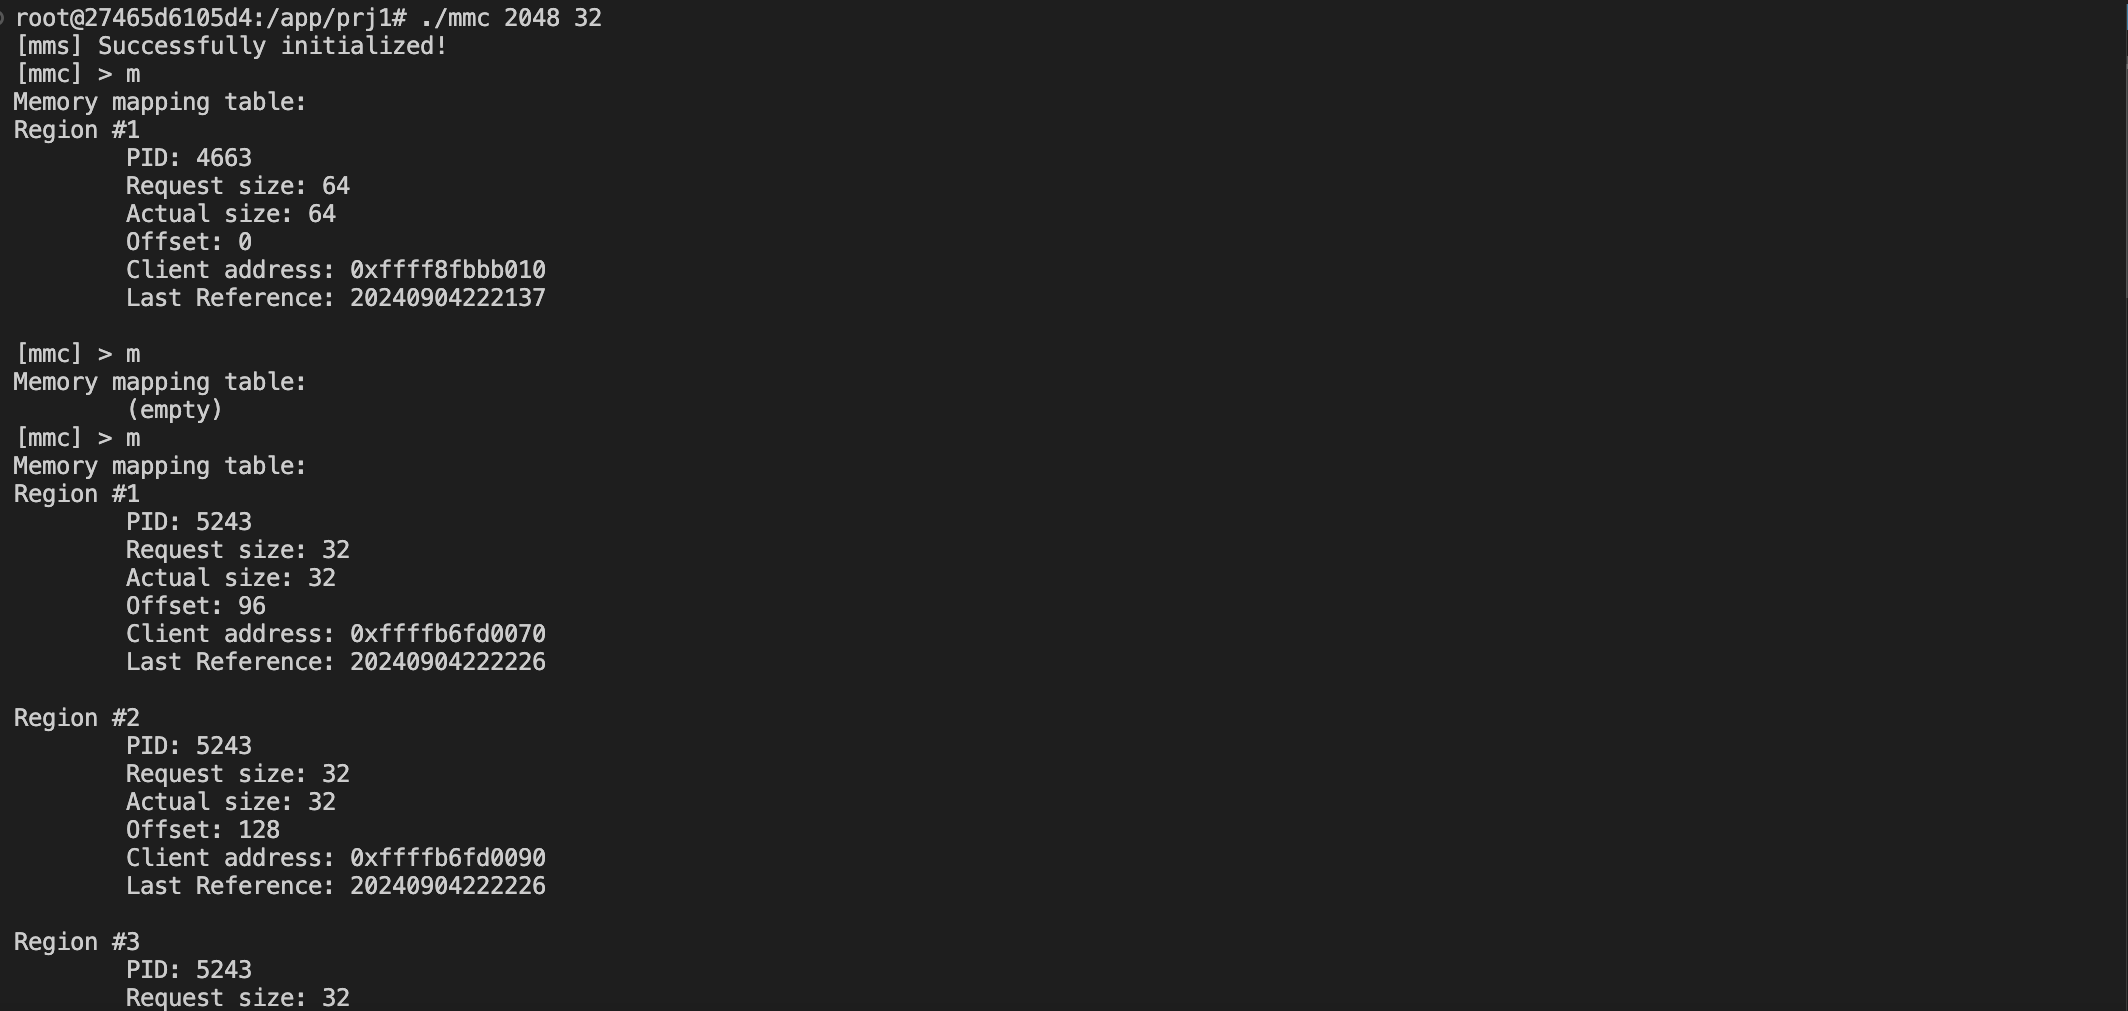 root@27465d6105d4:/app/prj1# ./mmc 2048 32
[mms] Successfully initialized!
[mmc] > m
Memory mapping table:
Region #1
PID: 4663
Request size: 64
Actual size: 64
Offset: 0
Client address: 0xffff8fbbb010
Last Reference: 20240904222137
[mmc] > m
Memory mapping table:
(empty)
[mmc] > m
Memory mapping table:
Region #1
PID: 5243
Request size: 32
Actual size: 32
Offset: 96
Client address: 0xffffb6fd0070
Last Reference: 20240904222226
Region #2
PID: 5243
Request size: 32
Actual size: 32
Offset: 128
Client address: 0xffffb6fd0090
Last Reference: 20240904222226
Region #3
PID: 5243
Request size: 32